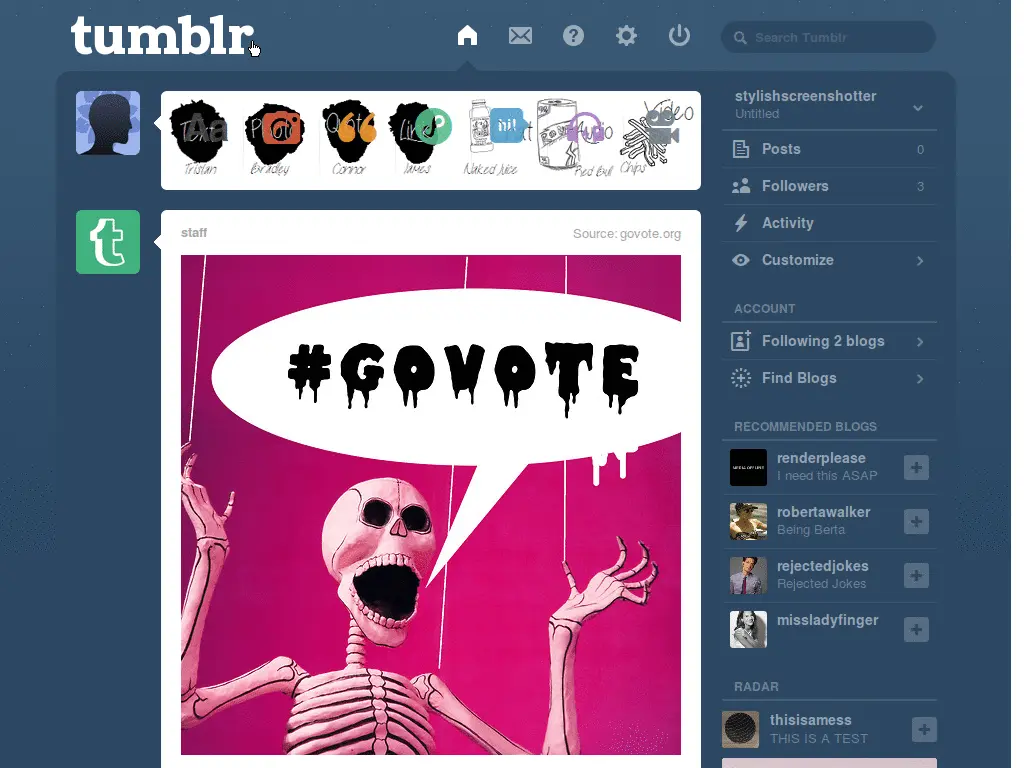 tumblr.
Search Tumblr
Text Photo Quote Link Chat Audio Video
Aa hi!
Tristan Bradley Connor James Naked Juice Red Bull Chips
staff
Source: govote.org
#GOVOTE
stylishscreenshotter
Untitled
Posts 0
Followers 3
Activity
Customize
ACCOUNT
Following 2 blogs
Find Blogs
RECOMMENDED BLOGS
renderplease
I need this ASAP
robertawalker
Being Berta
rejectedjokes
Rejected Jokes
missladyfinger
RADAR
thisisamess
THIS IS A TEST